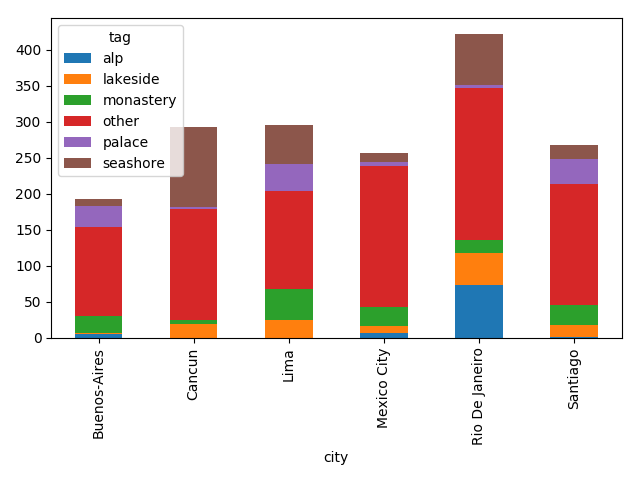 tag
alp
lakeside
monastery
other
palace
seashore
400
350
300
250
200
150
100
50
0
Buenos-Aires
Cancun
Lima
Mexico City
Rio De Janeiro
Santiago
city